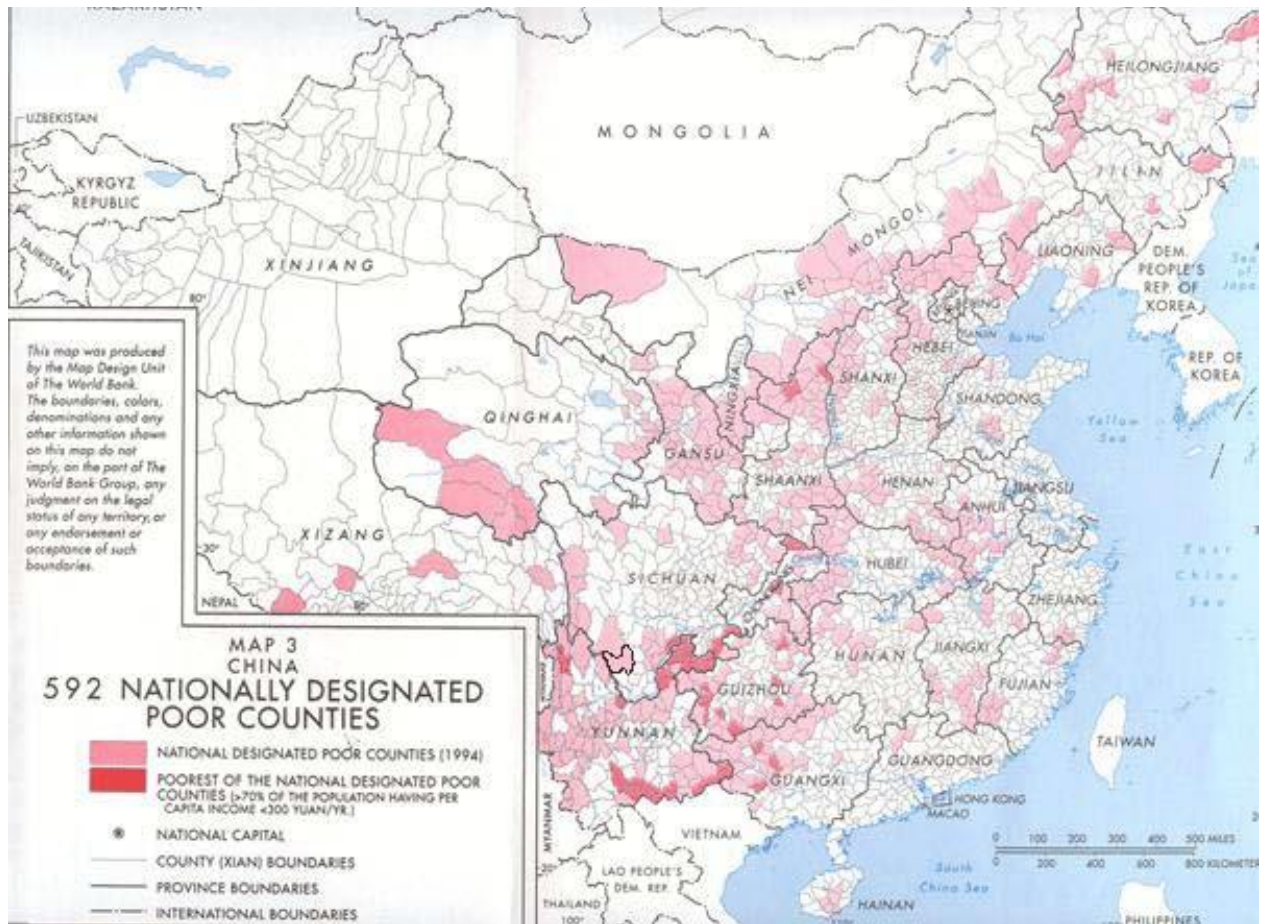 KAZAKHSTAN
UZBEKISTAN
KYRGYZ
REPUBLIC
TAJIKISTAN
MONGOLIA
HEILONGJIANG
JILIN
LIAONING
NEI MONGOL
XINJIANG
80°
DEM.
PEOPLE'S
REP. OF
KOREA
Sea
of
REP. OF
KOREA
BEIJING
TIANJIN
Bo Hai
HEBEI
SHANXI
SHANDONG
Yellow
Sea
NINGXIA
QINGHAI
GANSU
SHAANXI
HENAN
JIANGSU
ANHUI
XIZANG
30°
SICHUAN
HUBEI
East
China
Sea
NEPAL
ZHEJIANG
HUNAN
JIANGXI
FUJIAN
GUIZHOU
YUNNAN
TAIWAN
GUANGXI
GUANGDONG
HONG KONG
MACAO
MYANMAR
VIETNAM
LAO PEOPLE'S
DEM. REP.
THAILAND
100°
South
China Sea
HAINAN
PHILIPPINES
0 100 200 300 400 500 MILES
0 200 400 600 800 KILOMETER
This map was produced
by the Map Design Unit
of The World Bank.
The boundaries, colors,
denominations and any
other information shown
on this map do not
imply, on the part of The
World Bank Group, any
judgment on the legal
status of any territory, or
any endorsement or
acceptance of such
boundaries.
MAP 3
CHINA
592 NATIONALLY DESIGNATED
POOR COUNTIES
NATIONAL DESIGNATED POOR COUNTIES (1994)
POOREST OF THE NATIONAL DESIGNATED POOR
COUNTIES (>70% OF THE POPULATION HAVING PER
CAPITA INCOME <300 YUAN/YR.)
NATIONAL CAPITAL
COUNTY (XIAN) BOUNDARIES
PROVINCE BOUNDARIES
INTERNATIONAL BOUNDARIES